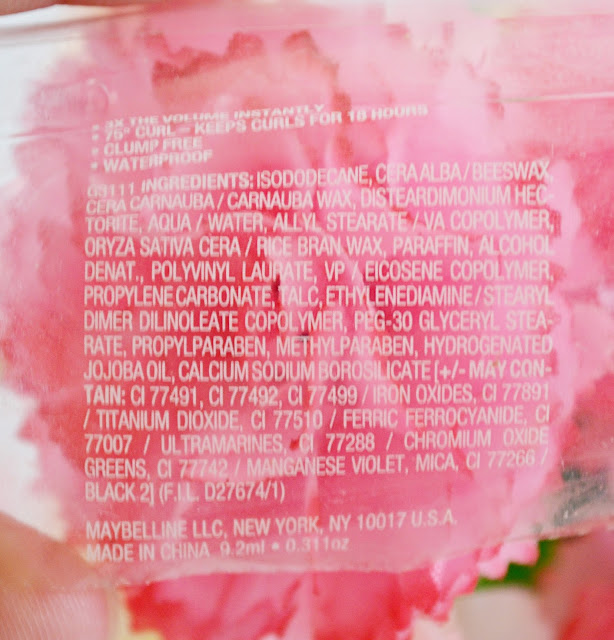 • 3X THE VOLUME INSTANTLY
• 75° CURL – KEEPS CURLS FOR 18 HOURS
• CLUMP FREE
• WATERPROOF
G3111 INGREDIENTS: ISODODECANE, CERA ALBA / BEESWAX,
CERA CARNAUBA / CARNAUBA WAX, DISTEARDIMONIUM HEC-
TORITE, AQUA / WATER, ALLYL STEARATE / VA COPOLYMER,
ORYZA SATIVA CERA / RICE BRAN WAX, PARAFFIN, ALCOHOL
DENAT., POLYVINYL LAURATE, VP / EICOSENE COPOLYMER,
PROPYLENE CARBONATE, TALC, ETHYLENEDIAMINE / STEARYL
DIMER DILINOLEATE COPOLYMER, PEG-30 GLYCERYL STEA-
RATE, PROPYLPARABEN, METHYLPARABEN, HYDROGENATED
JOJOBA OIL, CALCIUM SODIUM BOROSILICATE [+/- MAY CON-
TAIN: CI 77491, CI 77492, CI 77499 / IRON OXIDES, CI 77891
/ TITANIUM DIOXIDE, CI 77510 / FERRIC FERROCYANIDE, CI
77007 / ULTRAMARINES, CI 77288 / CHROMIUM OXIDE
GREENS, CI 77742 / MANGANESE VIOLET, MICA, CI 77266 /
BLACK 2] (F.I.L. D27674/1)
MAYBELLINE LLC, NEW YORK, NY 10017 U.S.A.
MADE IN CHINA 9.2ml • 0.311oz